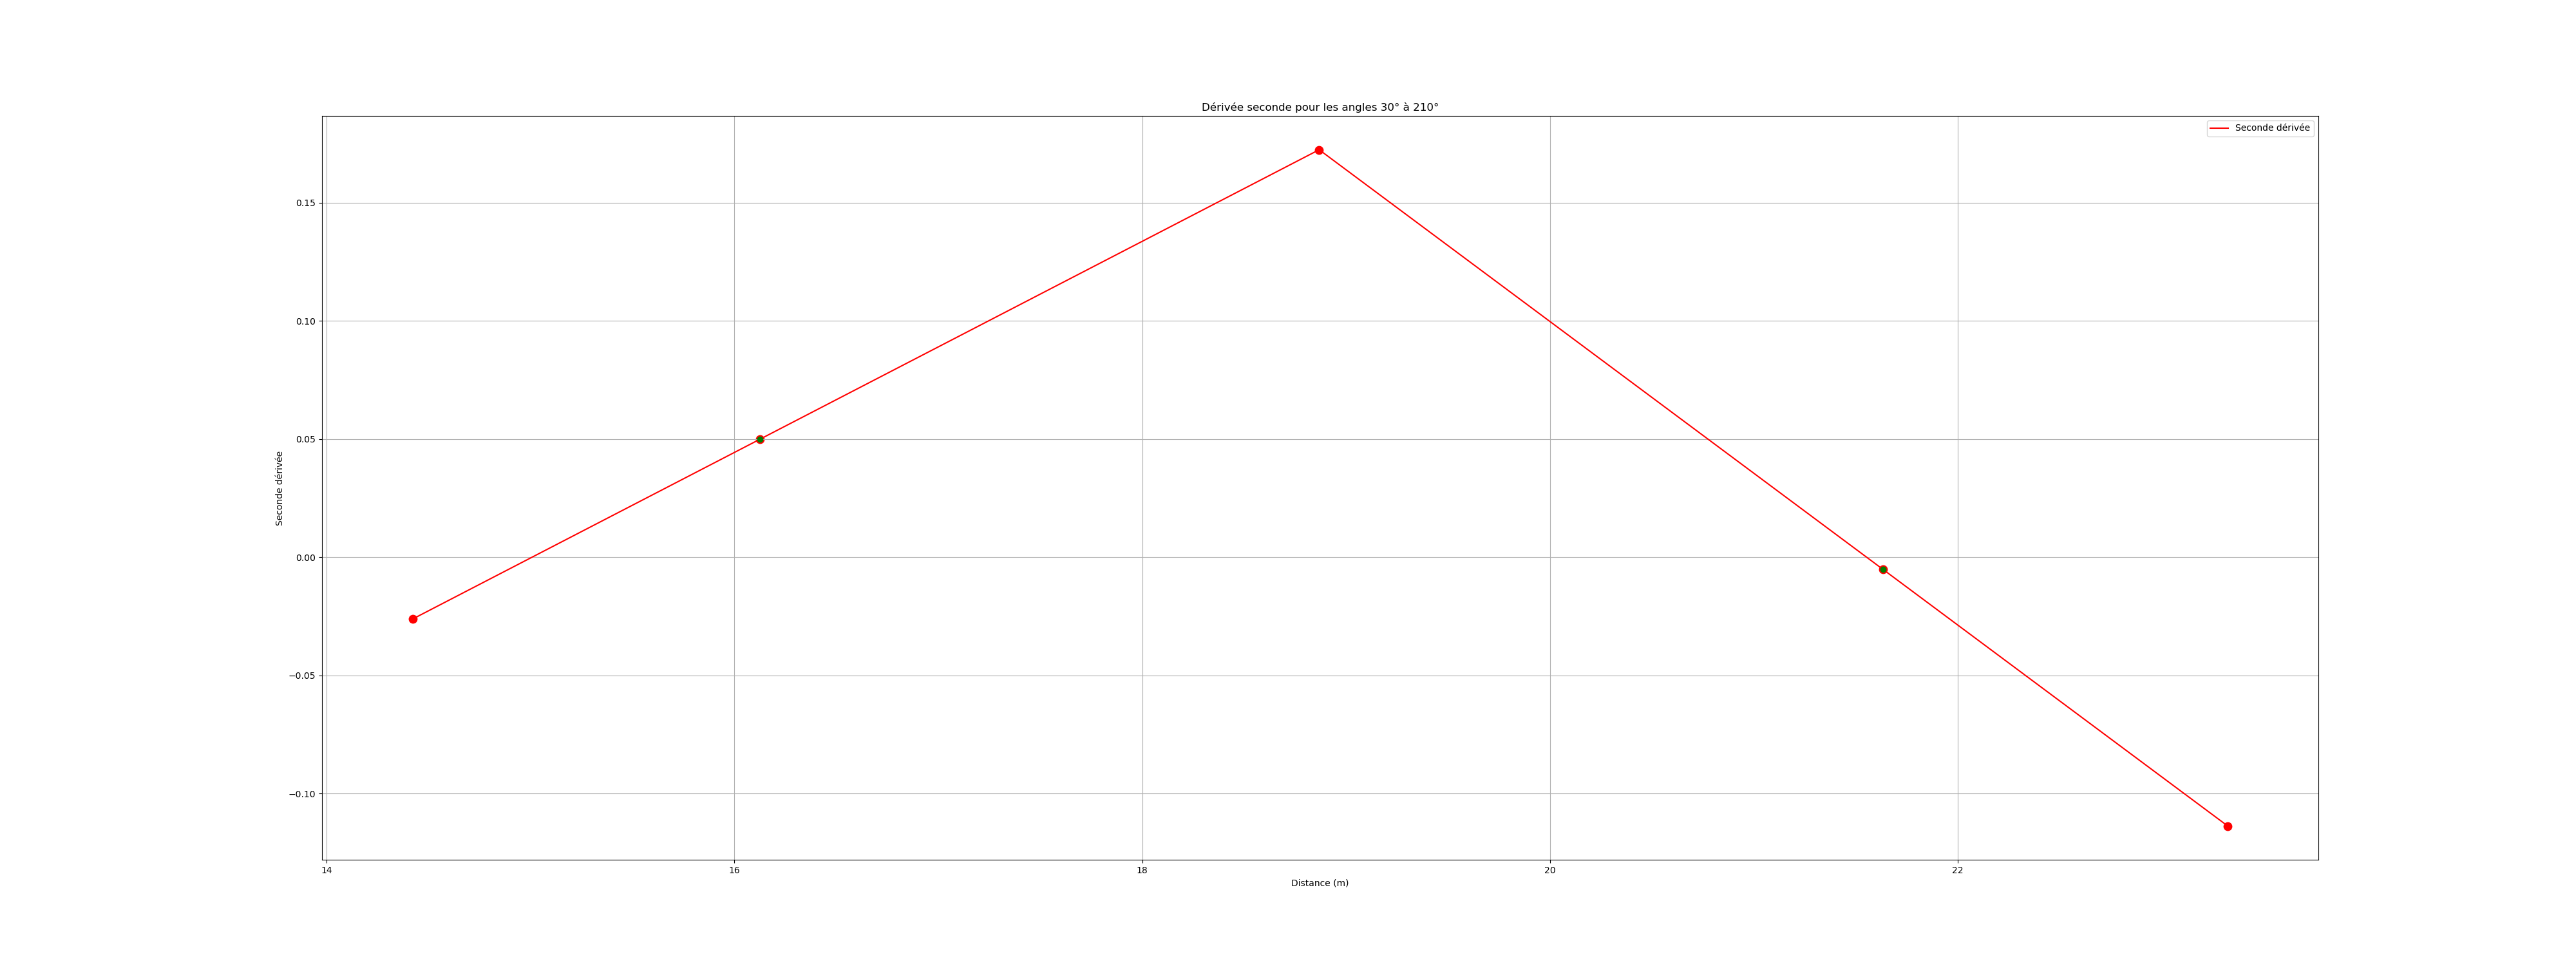 Dérivée seconde pour les angles 30° à 210°
Seconde dérivée
0.15
0.10
0.05
0.00
−0.05
−0.10
Seconde dérivée
14 16 18 20 22
Distance (m)